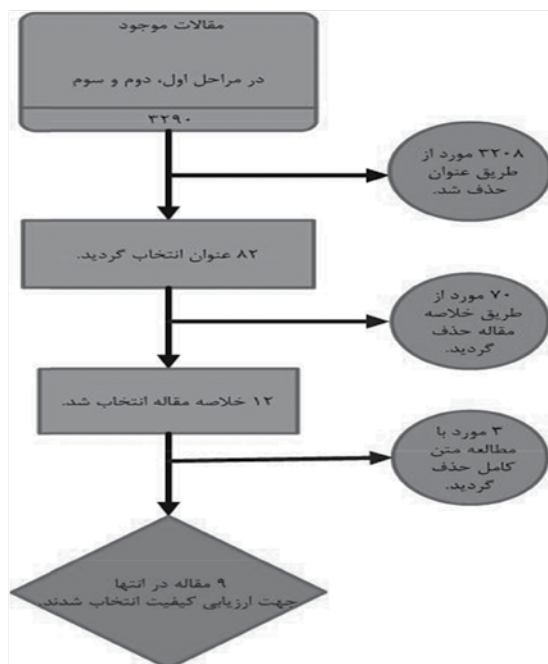 مقالات موجود
در مراحل اول، دوم و سوم
۳۲۹۰
۳۲۰۸ مورد از
طریق عنوان
حذف شد.
۸۲ عنوان انتخاب گردید.
۷۰ مورد از
طریق خلاصه
مقاله حذف
گردید.
۱۲ خلاصه مقاله انتخاب شد.
۳ مورد با
مطالعه متن
کامل حذف
گردید.
۹ مقاله در انتها
جهت ارزیابی کیفیت انتخاب شدند.